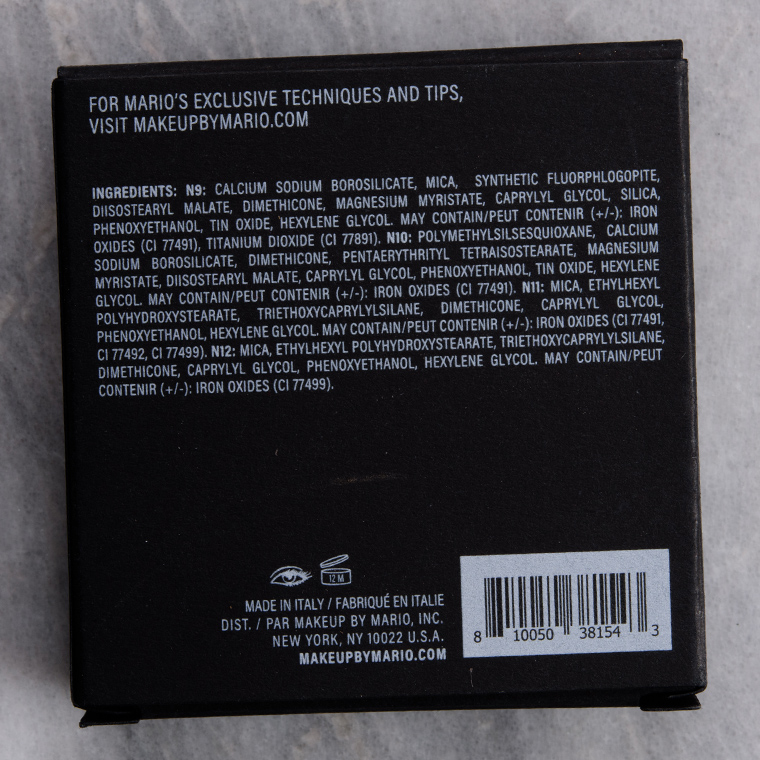 FOR MARIO'S EXCLUSIVE TECHNIQUES AND TIPS,
VISIT MAKEUPBYMARIO.COM
INGREDIENTS: N9: CALCIUM SODIUM BOROSILICATE, MICA, SYNTHETIC FLUORPHLOGOPITE,
DIISOSTEARYL MALATE, DIMETHICONE, MAGNESIUM MYRISTATE, CAPRYLYL GLYCOL, SILICA,
PHENOXYETHANOL, TIN OXIDE, HEXYLENE GLYCOL. MAY CONTAIN/PEUT CONTENIR (+/-): IRON
OXIDES (CI 77491), TITANIUM DIOXIDE (CI 77891). N10: POLYMETHYLSILSESQUIOXANE, CALCIUM
SODIUM BOROSILICATE, DIMETHICONE, PENTAERYTHRITYL TETRAISOSTEARATE, MAGNESIUM
MYRISTATE, DIISOSTEARYL MALATE, CAPRYLYL GLYCOL, PHENOXYETHANOL, TIN OXIDE, HEXYLENE
GLYCOL. MAY CONTAIN/PEUT CONTENIR (+/-): IRON OXIDES (CI 77491). N11: MICA, ETHYLHEXYL
POLYHYDROXYSTEARATE, TRIETHOXYCAPRYLYLSILANE, DIMETHICONE, CAPRYLYL GLYCOL,
PHENOXYETHANOL, HEXYLENE GLYCOL. MAY CONTAIN/PEUT CONTENIR (+/-): IRON OXIDES (CI 77491,
CI 77492, CI 77499). N12: MICA, ETHYLHEXYL POLYHYDROXYSTEARATE, TRIETHOXYCAPRYLYLSILANE,
DIMETHICONE, CAPRYLYL GLYCOL, PHENOXYETHANOL, HEXYLENE GLYCOL. MAY CONTAIN/PEUT
CONTENIR (+/-): IRON OXIDES (CI 77499).
12 M
MADE IN ITALY / FABRIQUÉ EN ITALIE
DIST. / PAR MAKEUP BY MARIO, INC.
NEW YORK, NY 10022 U.S.A.
MAKEUPBYMARIO.COM
8 10050 38154 3